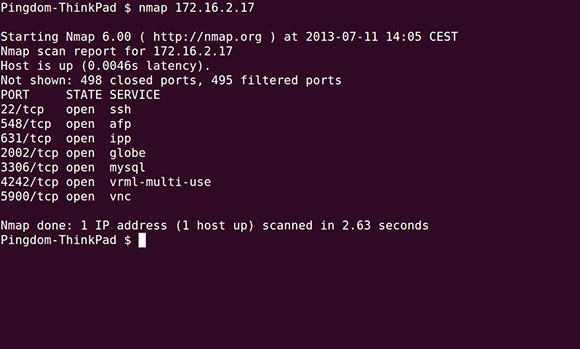 Pingdom-ThinkPad $ nmap 172.16.2.17
Starting Nmap 6.00 ( http://nmap.org ) at 2013-07-11 14:05 CEST
Nmap scan report for 172.16.2.17
Host is up (0.0046s latency).
Not shown: 498 closed ports, 495 filtered ports
PORT     STATE SERVICE
22/tcp   open  ssh
548/tcp  open  afp
631/tcp  open  ipp
2002/tcp open  globe
3306/tcp open  mysql
4242/tcp open  vrml-multi-use
5900/tcp open  vnc
Nmap done: 1 IP address (1 host up) scanned in 2.63 seconds
Pingdom-ThinkPad $